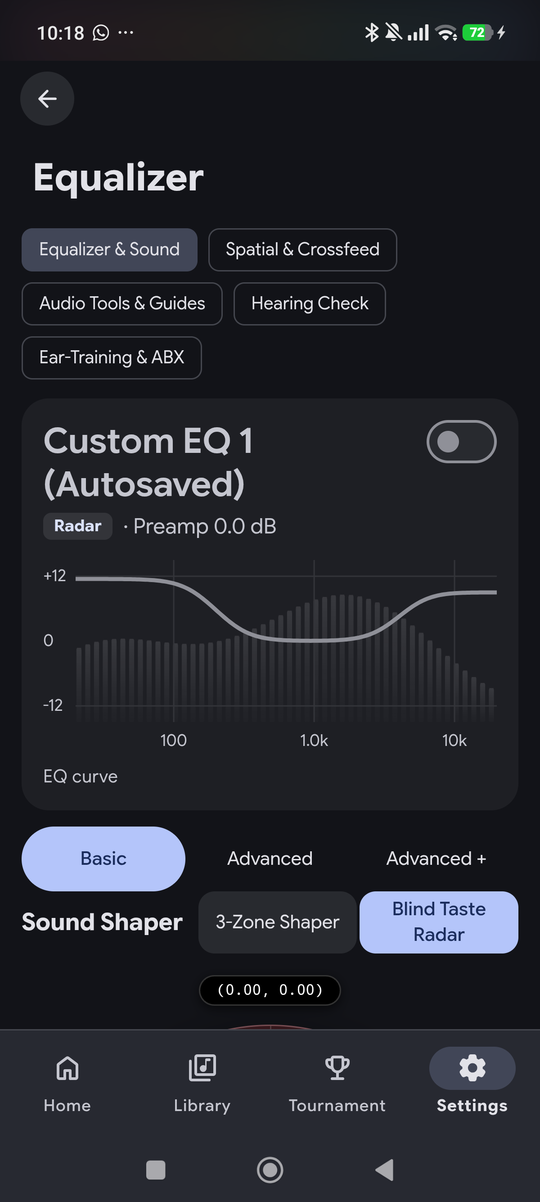 10:18
72
Equalizer
Equalizer & Sound
Spatial & Crossfeed
Audio Tools & Guides
Hearing Check
Ear-Training & ABX
Custom EQ 1
(Autosaved)
Radar · Preamp 0.0 dB
+12
0
-12
100
1.0k
10k
EQ curve
Basic
Advanced
Advanced +
Sound Shaper
3-Zone Shaper
Blind Taste
Radar
(0.00, 0.00)
Home
Library
Tournament
Settings